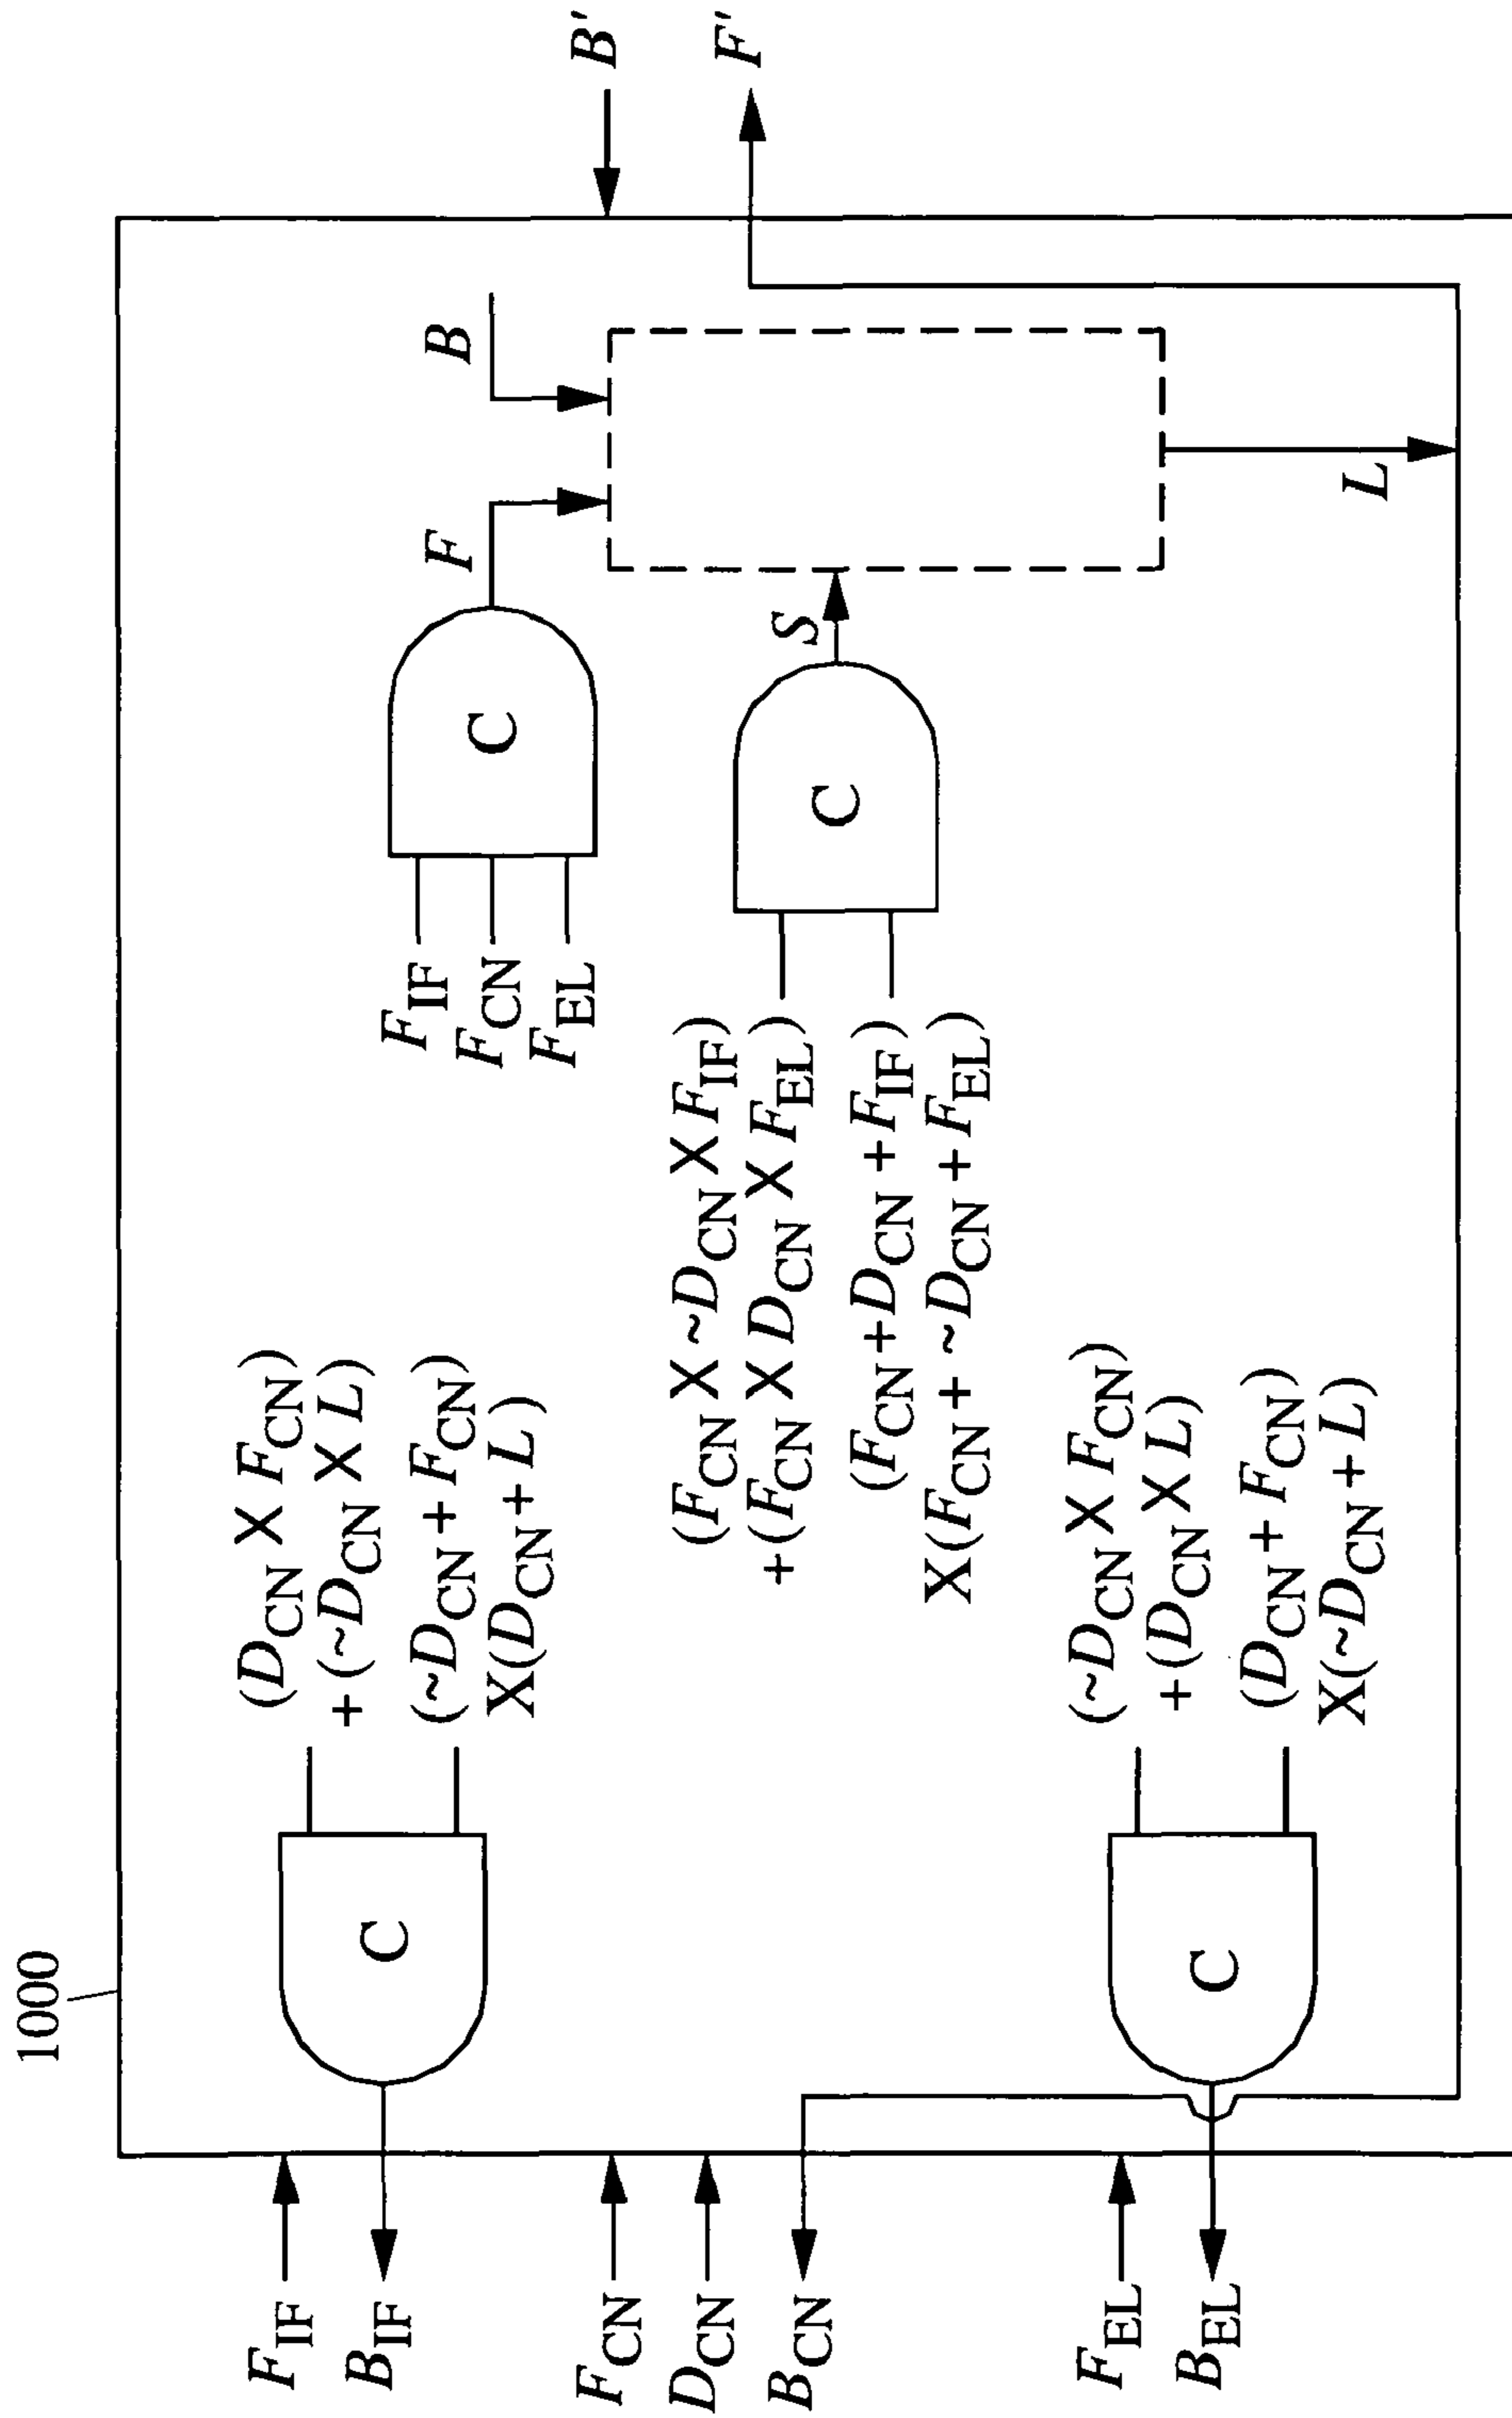 1000
F_IF
B_IF
F_CN
D_CN
B_CN
F_EL
B_EL
C
(D_CN X F_CN)
+(~D_CN X L)
(~D_CN + F_CN)
X(D_CN + L)
C
(~D_CN X F_CN)
+(D_CN X L)
(D_CN + F_CN)
X(~D_CN + L)
F_IF
F_CN
F_EL
C
F
B
(F_CN X ~D_CN X F_IF)
+(F_CN X D_CN X F_EL)
(F_CN + D_CN + F_IF)
X(F_CN + ~D_CN + F_EL)
C
S
L
B'
F'